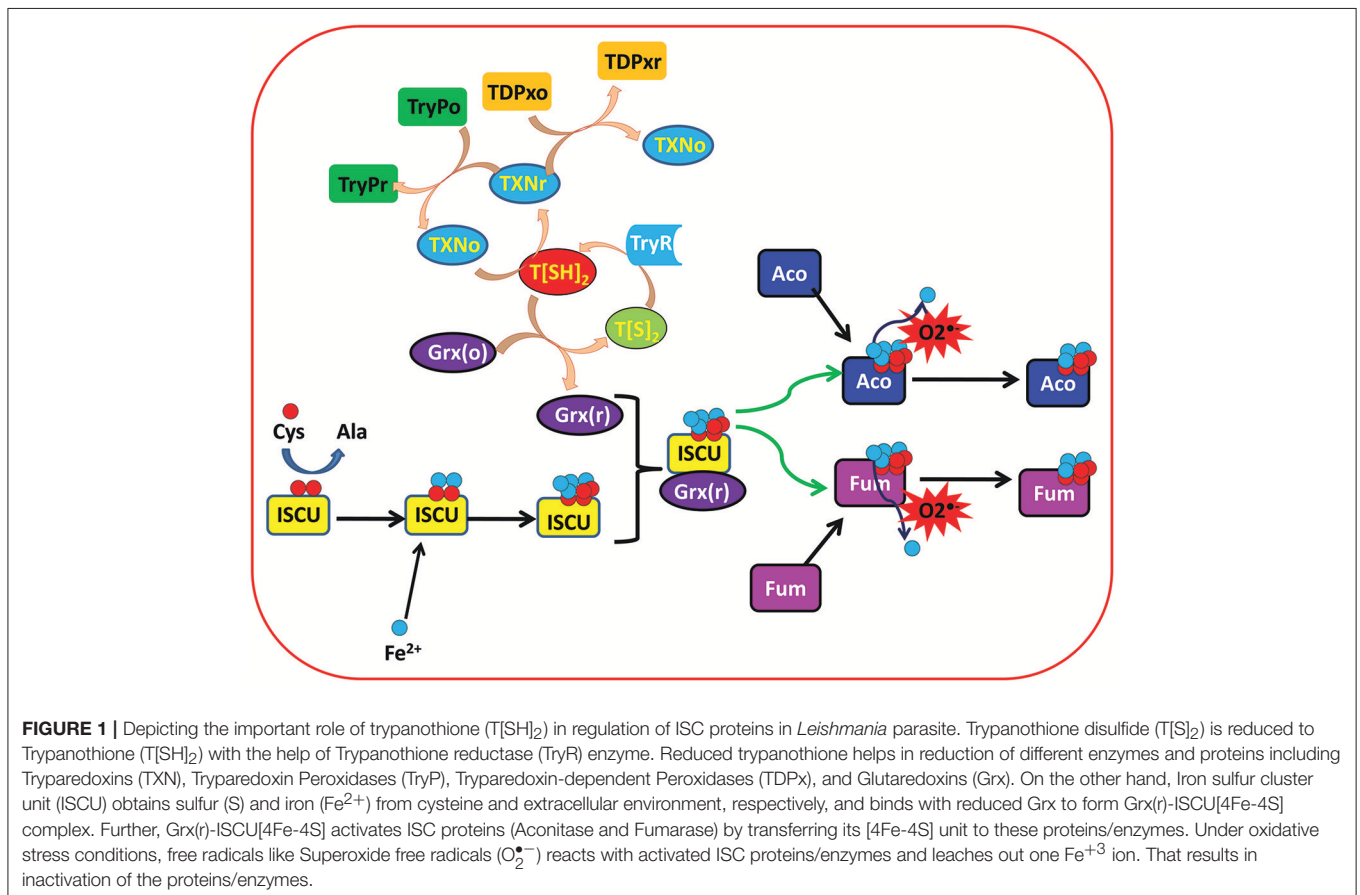 TDPxr
TDPxo
TryPo
TXNo
TXNr
TryPr
TXNo
TryR
T[SH]₂
Aco
O2•-
T[S]₂
Grx(o)
Aco
Aco
Grx(r)
Cys
Ala
ISCU
Grx(r)
ISCU
ISCU
ISCU
Fum
Fum
O2•-
Fum
Fe²⁺
FIGURE 1 | Depicting the important role of trypanothione (T[SH]₂) in regulation of ISC proteins in Leishmania parasite. Trypanothione disulfide (T[S]₂) is reduced to
Trypanothione (T[SH]₂) with the help of Trypanothione reductase (TryR) enzyme. Reduced trypanothione helps in reduction of different enzymes and proteins including
Tryparedoxins (TXN), Tryparedoxin Peroxidases (TryP), Tryparedoxin-dependent Peroxidases (TDPx), and Glutaredoxins (Grx). On the other hand, Iron sulfur cluster
unit (ISCU) obtains sulfur (S) and iron (Fe²⁺) from cysteine and extracellular environment, respectively, and binds with reduced Grx to form Grx(r)-ISCU[4Fe-4S]
complex. Further, Grx(r)-ISCU[4Fe-4S] activates ISC proteins (Aconitase and Fumarase) by transferring its [4Fe-4S] unit to these proteins/enzymes. Under oxidative
stress conditions, free radicals like Superoxide free radicals (O₂•⁻) reacts with activated ISC proteins/enzymes and leaches out one Fe⁺³ ion. That results in
inactivation of the proteins/enzymes.